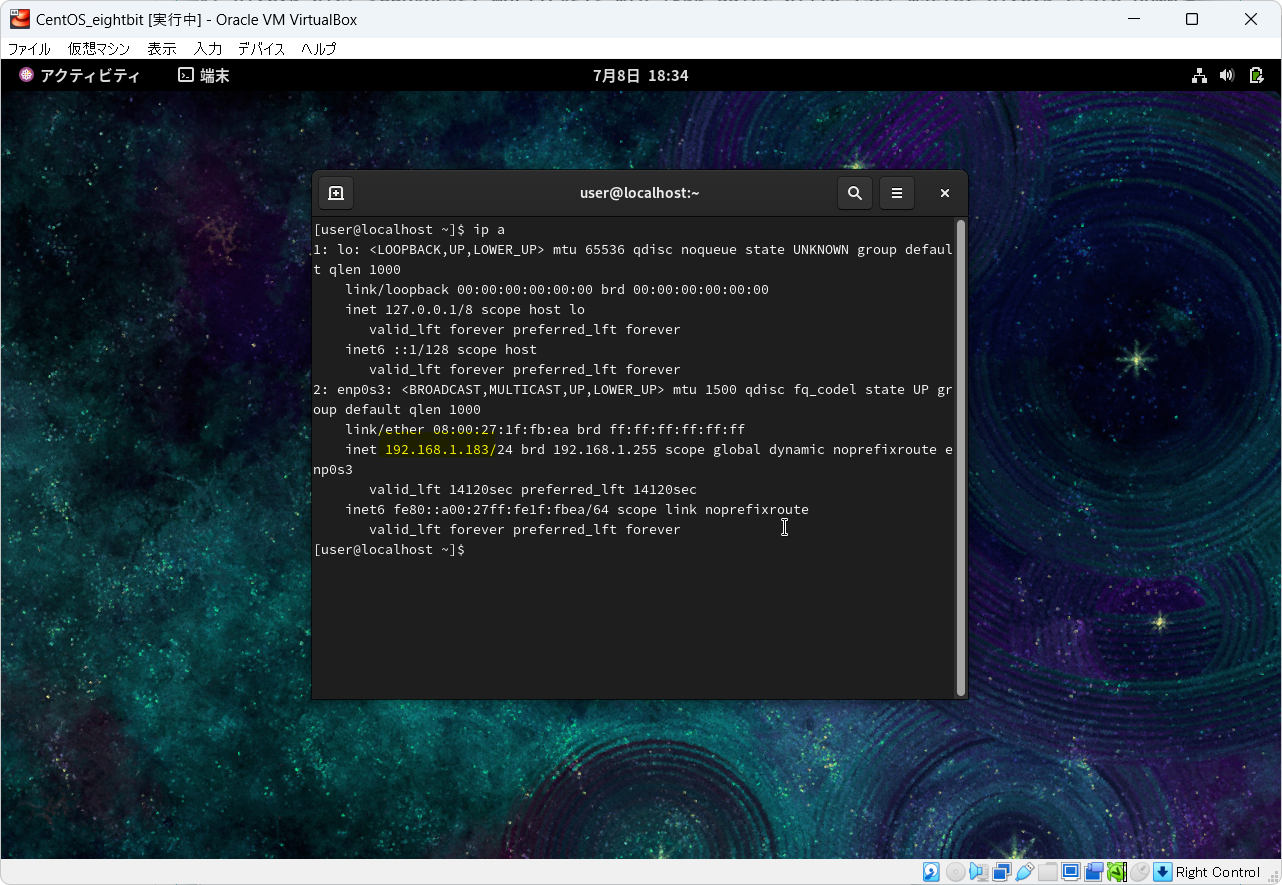 CentOS_eightbit [実行中] - Oracle VM VirtualBox
ファイル 仮想マシン 表示 入力 デバイス ヘルプ
アクティビティ 端末 7月8日 18:34
user@localhost:~
[user@localhost ~]$ ip a
1: lo: <LOOPBACK,UP,LOWER_UP> mtu 65536 qdisc noqueue state UNKNOWN group defaul
t qlen 1000
    link/loopback 00:00:00:00:00:00 brd 00:00:00:00:00:00
    inet 127.0.0.1/8 scope host lo
       valid_lft forever preferred_lft forever
    inet6 ::1/128 scope host
       valid_lft forever preferred_lft forever
2: enp0s3: <BROADCAST,MULTICAST,UP,LOWER_UP> mtu 1500 qdisc fq_codel state UP gr
oup default qlen 1000
    link/ether 08:00:27:1f:fb:ea brd ff:ff:ff:ff:ff:ff
    inet 192.168.1.183/24 brd 192.168.1.255 scope global dynamic noprefixroute e
np0s3
       valid_lft 14120sec preferred_lft 14120sec
    inet6 fe80::a00:27ff:fe1f:fbea/64 scope link noprefixroute
       valid_lft forever preferred_lft forever
[user@localhost ~]$
Right Control